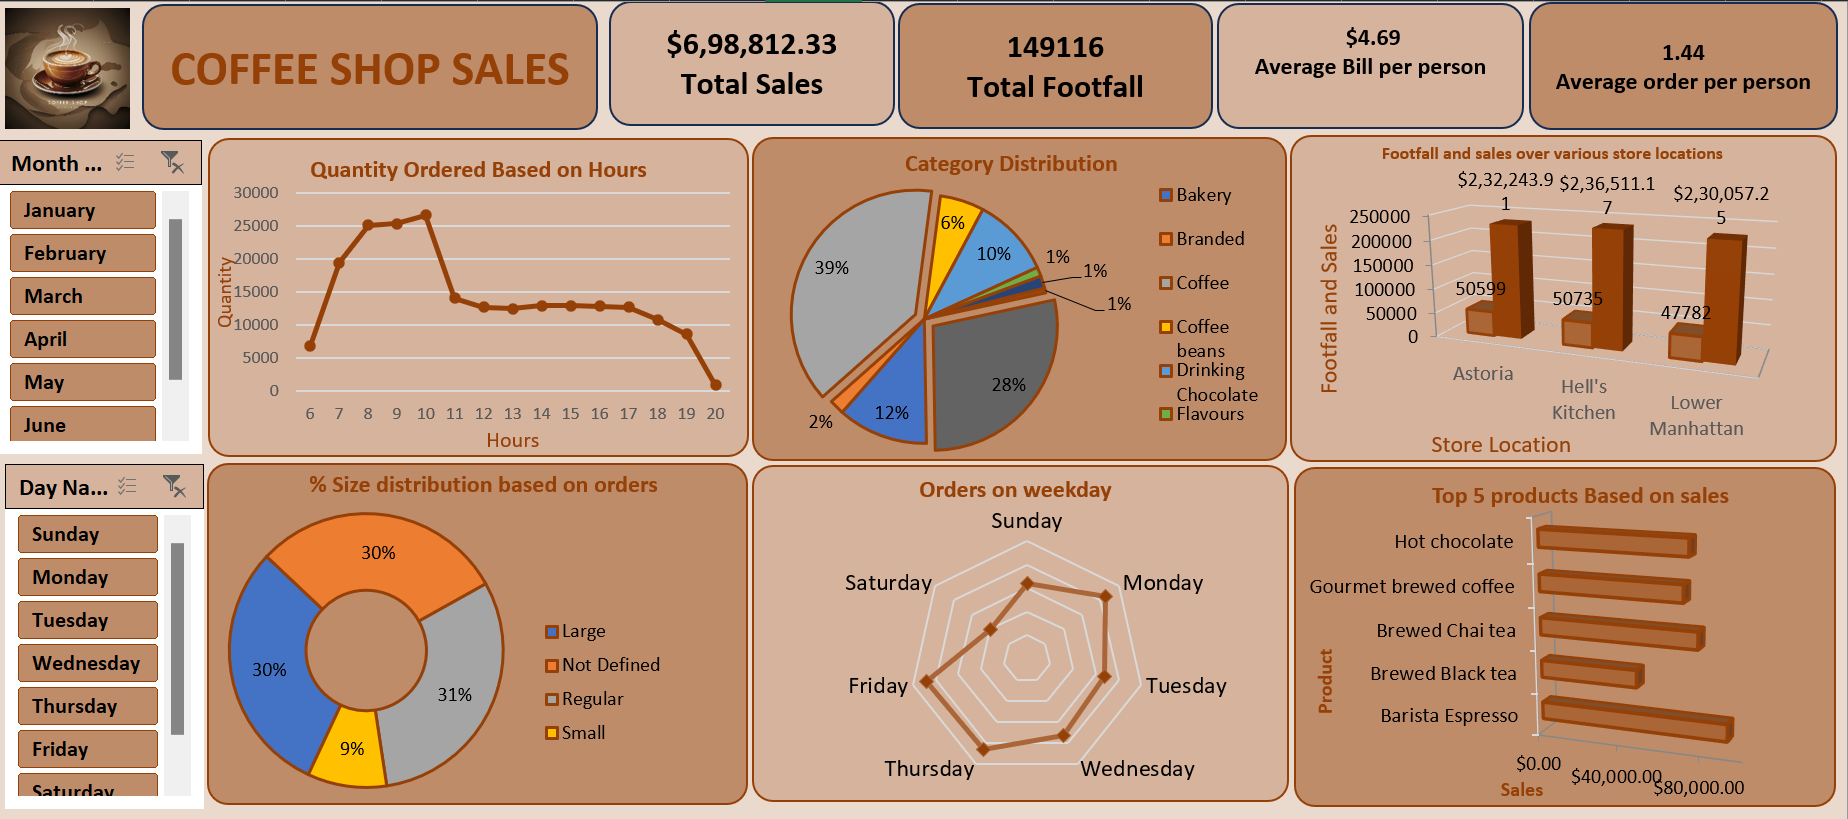 COFFEE SHOP
COFFEE SHOP SALES
$6,98,812.33
Total Sales
149116
Total Footfall
$4.69
Average Bill per person
1.44
Average order per person
Month ...
January
February
March
April
May
June
Day Na...
Sunday
Monday
Tuesday
Wednesday
Thursday
Friday
Saturday
Quantity Ordered Based on Hours
Quantity
30000
25000
20000
15000
10000
5000
0
6 7 8 9 10 11 12 13 14 15 16 17 18 19 20
Hours
Category Distribution
39%
6%
10%
1%
1%
1%
28%
12%
2%
Bakery
Branded
Coffee
Coffee
beans
Drinking
Chocolate
Flavours
Footfall and sales over various store locations
Footfall and Sales
250000
200000
150000
100000
50000
0
$2,32,243.9
1
$2,36,511.1
7
$2,30,057.2
5
50599
50735
47782
Astoria
Hell's
Kitchen
Lower
Manhattan
Store Location
% Size distribution based on orders
30%
30%
31%
9%
Large
Not Defined
Regular
Small
Orders on weekday
Sunday
Monday
Tuesday
Wednesday
Thursday
Friday
Saturday
Top 5 products Based on sales
Product
Hot chocolate
Gourmet brewed coffee
Brewed Chai tea
Brewed Black tea
Barista Espresso
$0.00
$40,000.00
$80,000.00
Sales